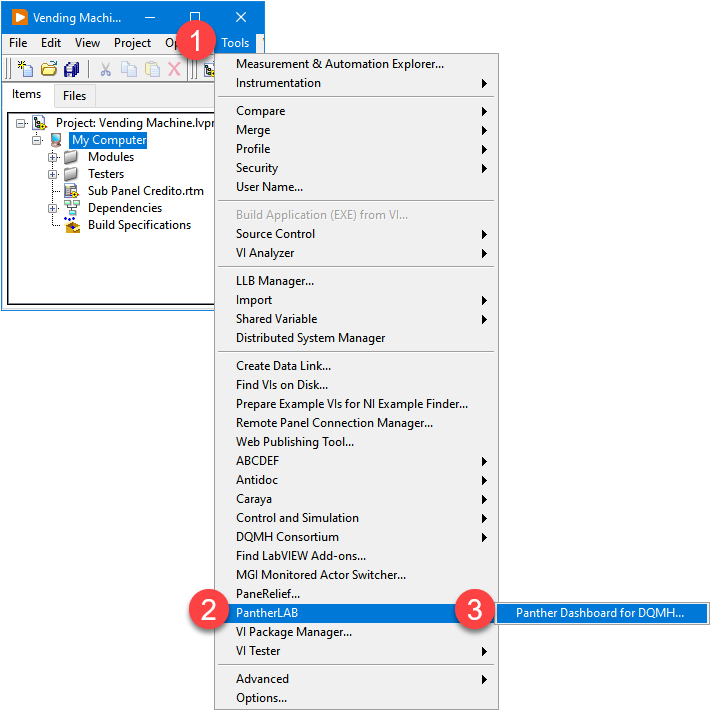 Vending Machi...
File Edit View Project Op
1
Tools
Items
Files
Project: Vending Machine.lvpr
My Computer
Modules
Testers
Sub Panel Credito.rtm
Dependencies
Build Specifications
Measurement & Automation Explorer...
Instrumentation
Compare
Merge
Profile
Security
User Name...
Build Application (EXE) from VI...
Source Control
VI Analyzer
LLB Manager...
Import
Shared Variable
Distributed System Manager
Create Data Link...
Find VIs on Disk...
Prepare Example VIs for NI Example Finder...
Remote Panel Connection Manager...
Web Publishing Tool...
ABCDEF
Antidoc
Caraya
Control and Simulation
DQMH Consortium
Find LabVIEW Add-ons...
MGI Monitored Actor Switcher...
PaneRelief...
2
PantherLAB
3
Panther Dashboard for DQMH...
VI Package Manager...
VI Tester
Advanced
Options...